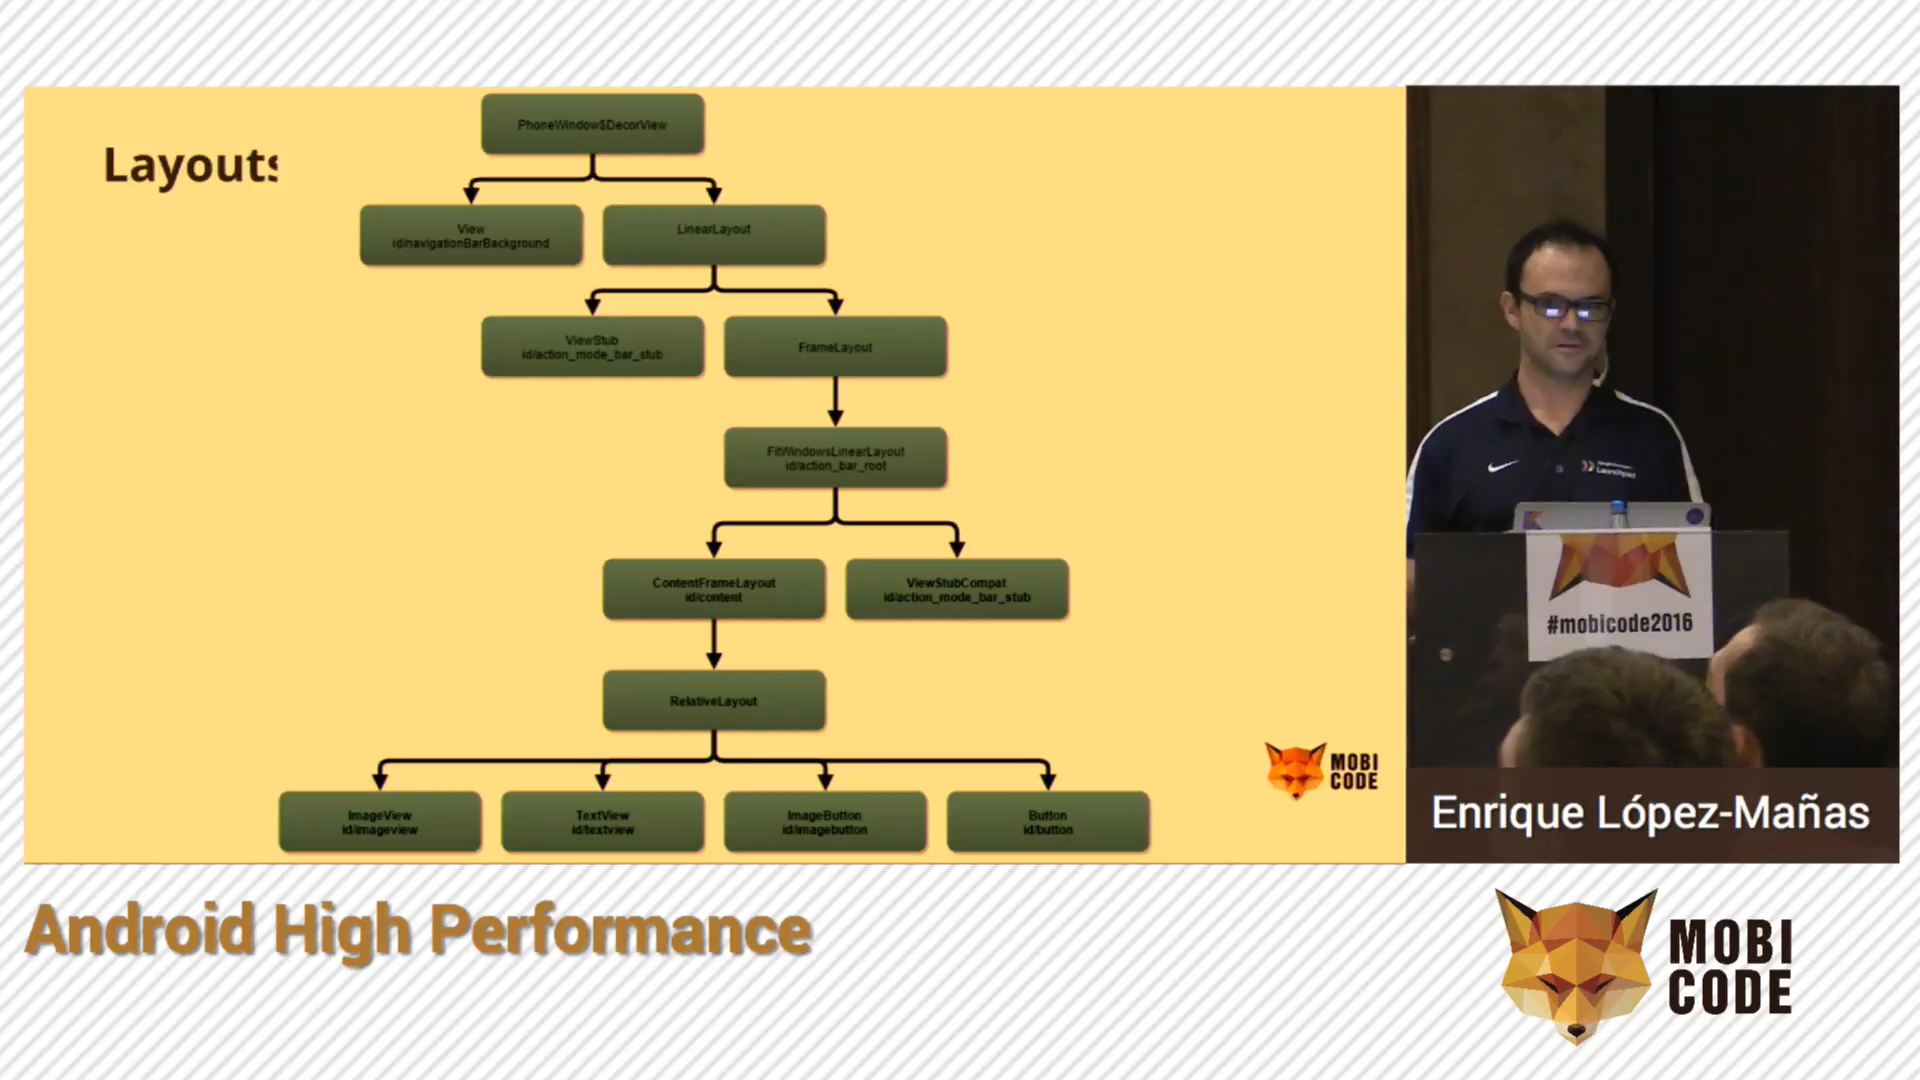 Layouts
PhoneWindow$DecorView
View
id/navigationBarBackground
LinearLayout
ViewStub
id/action_mode_bar_stub
FrameLayout
FitWindowsLinearLayout
id/action_bar_root
ContentFrameLayout
id/content
ViewStubCompat
id/action_mode_bar_stub
RelativeLayout
ImageView
id/imageview
TextView
id/textview
ImageButton
id/imagebutton
Button
id/button
MOBI
CODE
Launchpad
#mobicode2016
Enrique López-Mañas
Android High Performance
MOBI
CODE